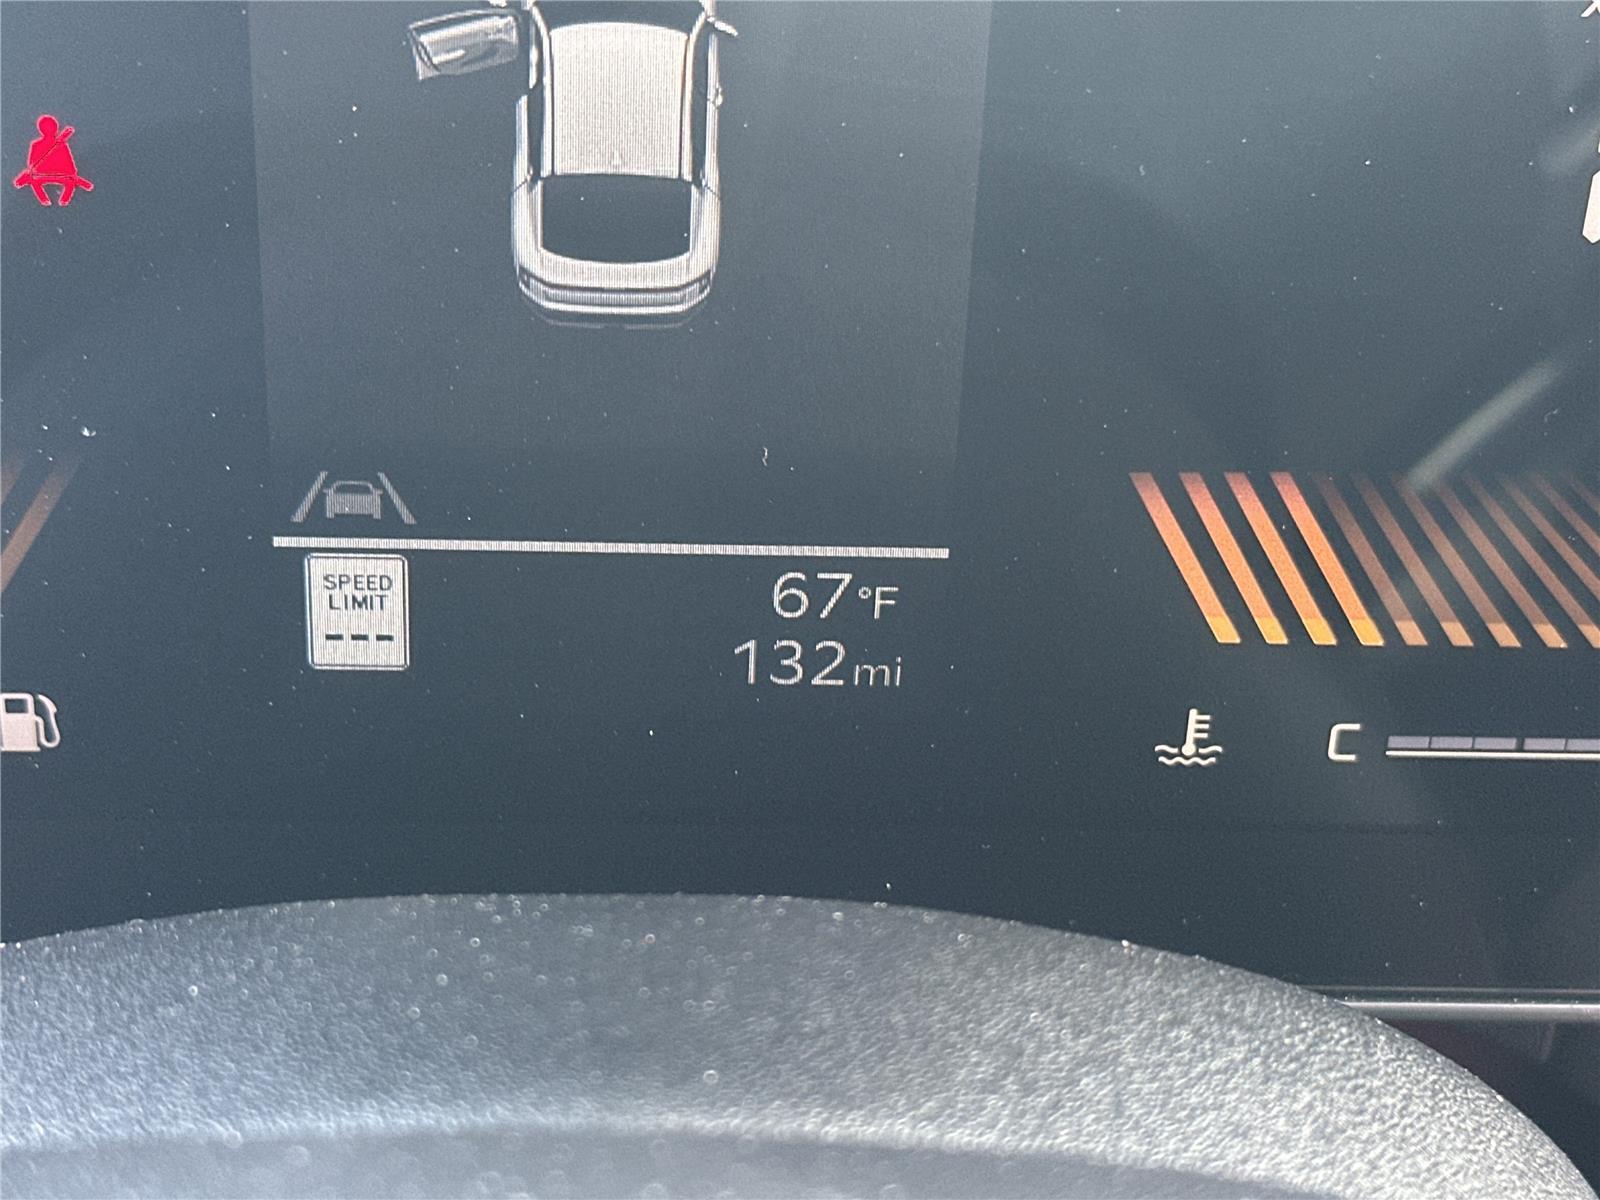 SPEED
LIMIT
---
67°F
132mi
C